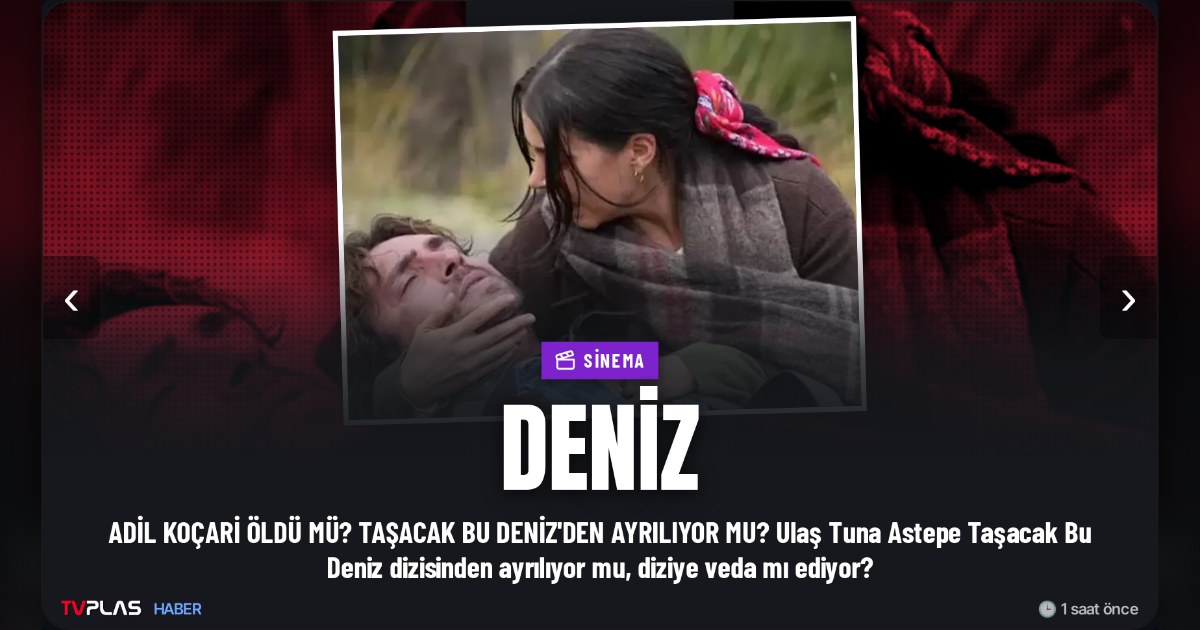 SİNEMA
DENİZ
ADİL KOÇARİ ÖLDÜ MÜ? TAŞACAK BU DENİZ'DEN AYRILIYOR MU? Ulaş Tuna Astepe Taşacak Bu
Deniz dizisinden ayrılıyor mu, diziye veda mı ediyor?
TVPLAS HABER
1 saat önce